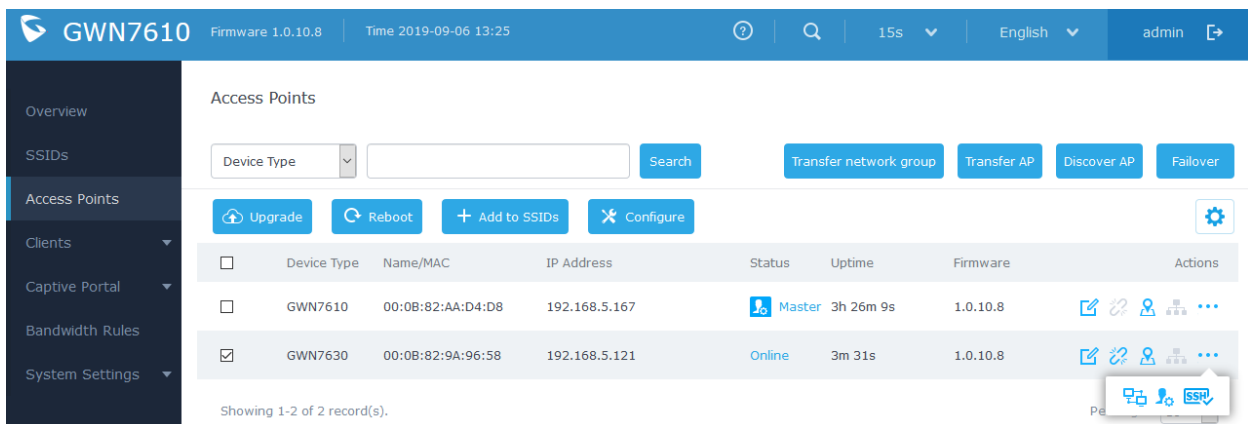 GWN7610 Firmware 1.0.10.8 Time 2019-09-06 13:25 15s English admin
Overview
SSIDs
Access Points
Clients
Captive Portal
Bandwidth Rules
System Settings
Access Points
Device Type Search Transfer network group Transfer AP Discover AP Failover
Upgrade Reboot Add to SSIDs Configure
Device Type Name/MAC IP Address Status Uptime Firmware Actions
GWN7610 00:0B:82:AA:D4:D8 192.168.5.167 Master 3h 26m 9s 1.0.10.8
GWN7630 00:0B:82:9A:96:58 192.168.5.121 Online 3m 31s 1.0.10.8
SSH
Showing 1-2 of 2 record(s).